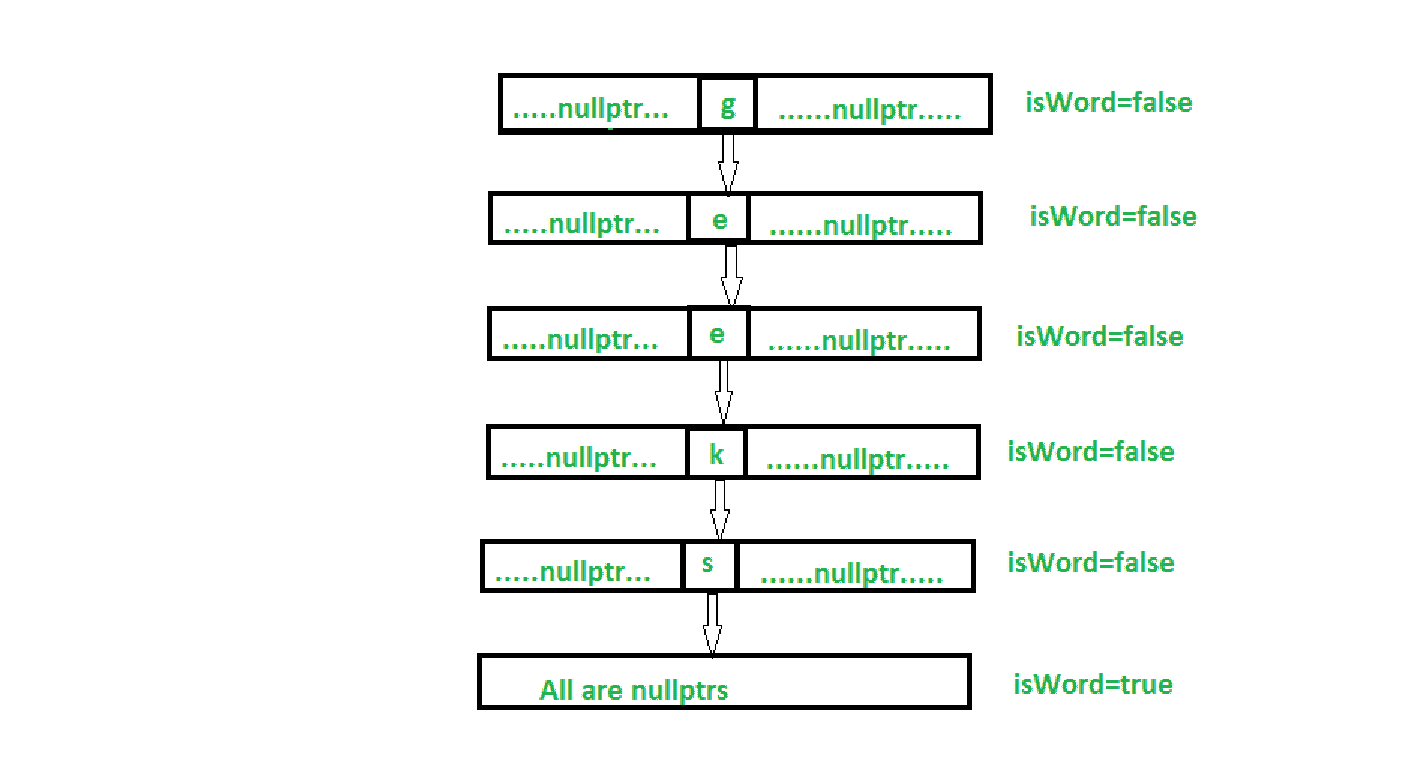 .....nullptr... g ......nullptr..... isWord=false
.....nullptr... e ......nullptr..... isWord=false
.....nullptr... e ......nullptr..... isWord=false
.....nullptr... k ......nullptr..... isWord=false
.....nullptr... s ......nullptr..... isWord=false
All are nullptrs isWord=true